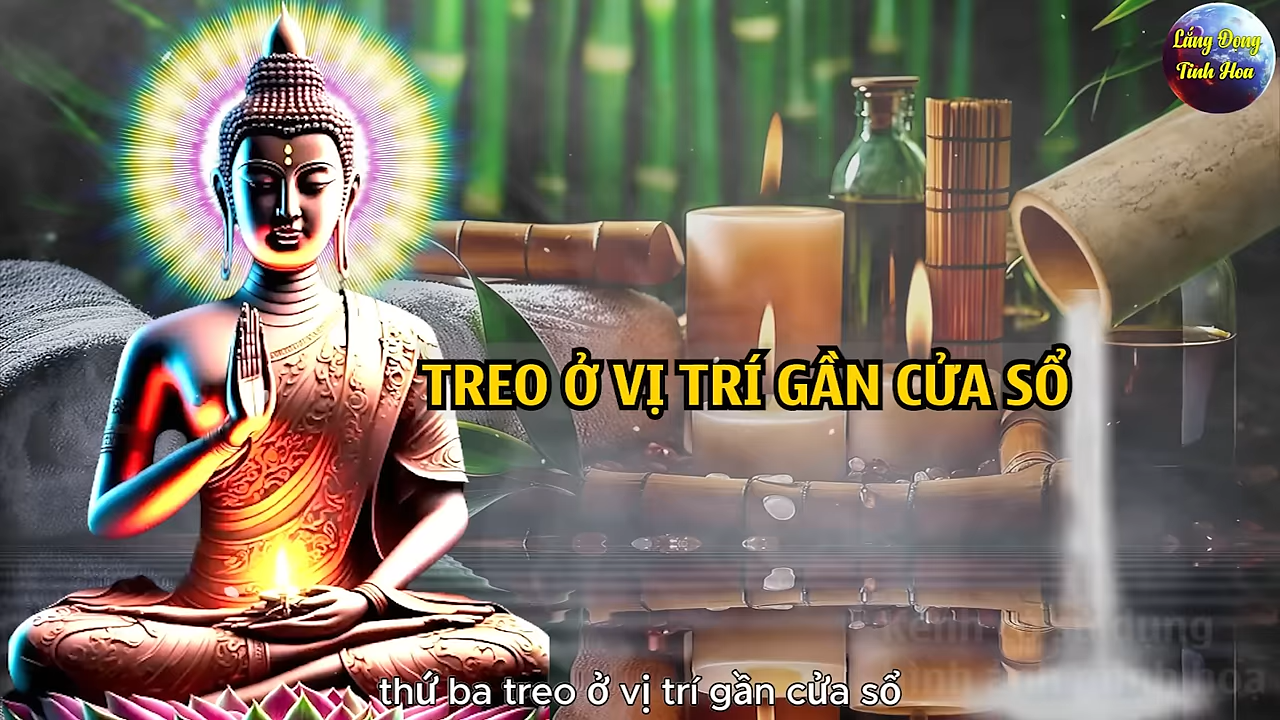 Lắng Đọng
Tinh Hoa
TREO Ở VỊ TRÍ GẦN CỬA SỔ
thứ ba treo ở vị trí gần cửa sổ